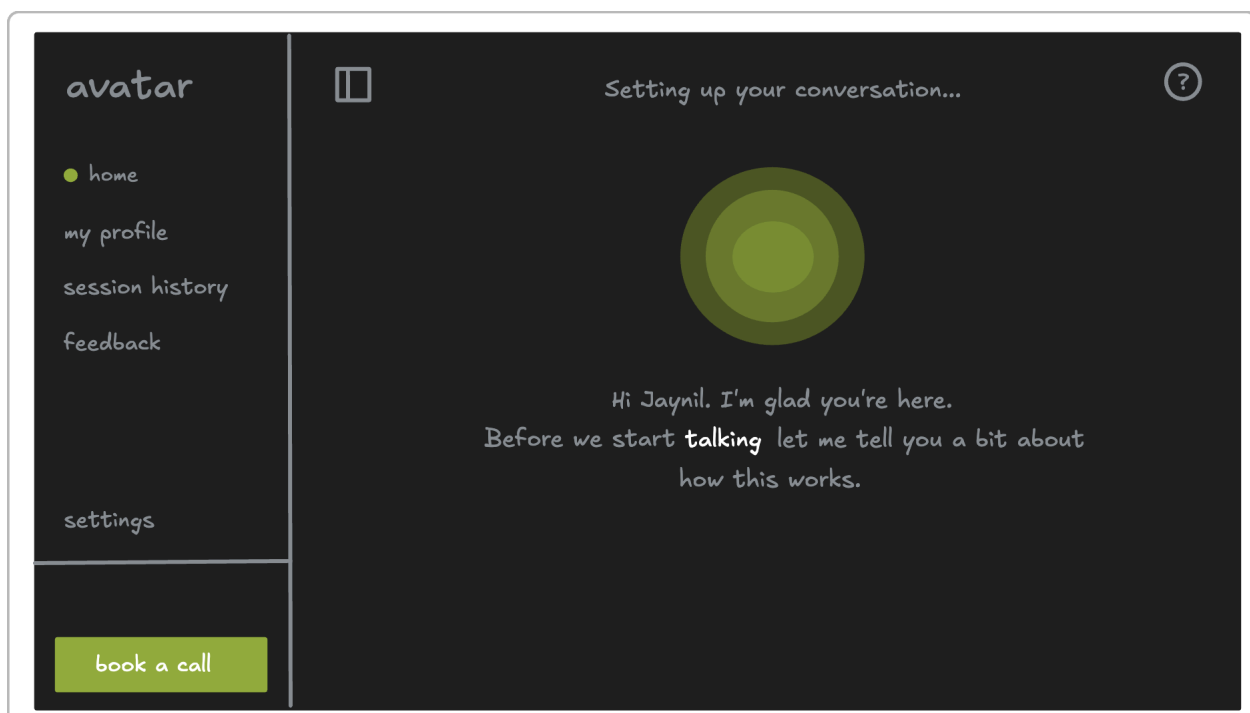 avatar
home
my profile
session history
feedback
settings
book a call
Setting up your conversation...
?
Hi Jaynil. I'm glad you're here.
Before we start talking let me tell you a bit about
how this works.